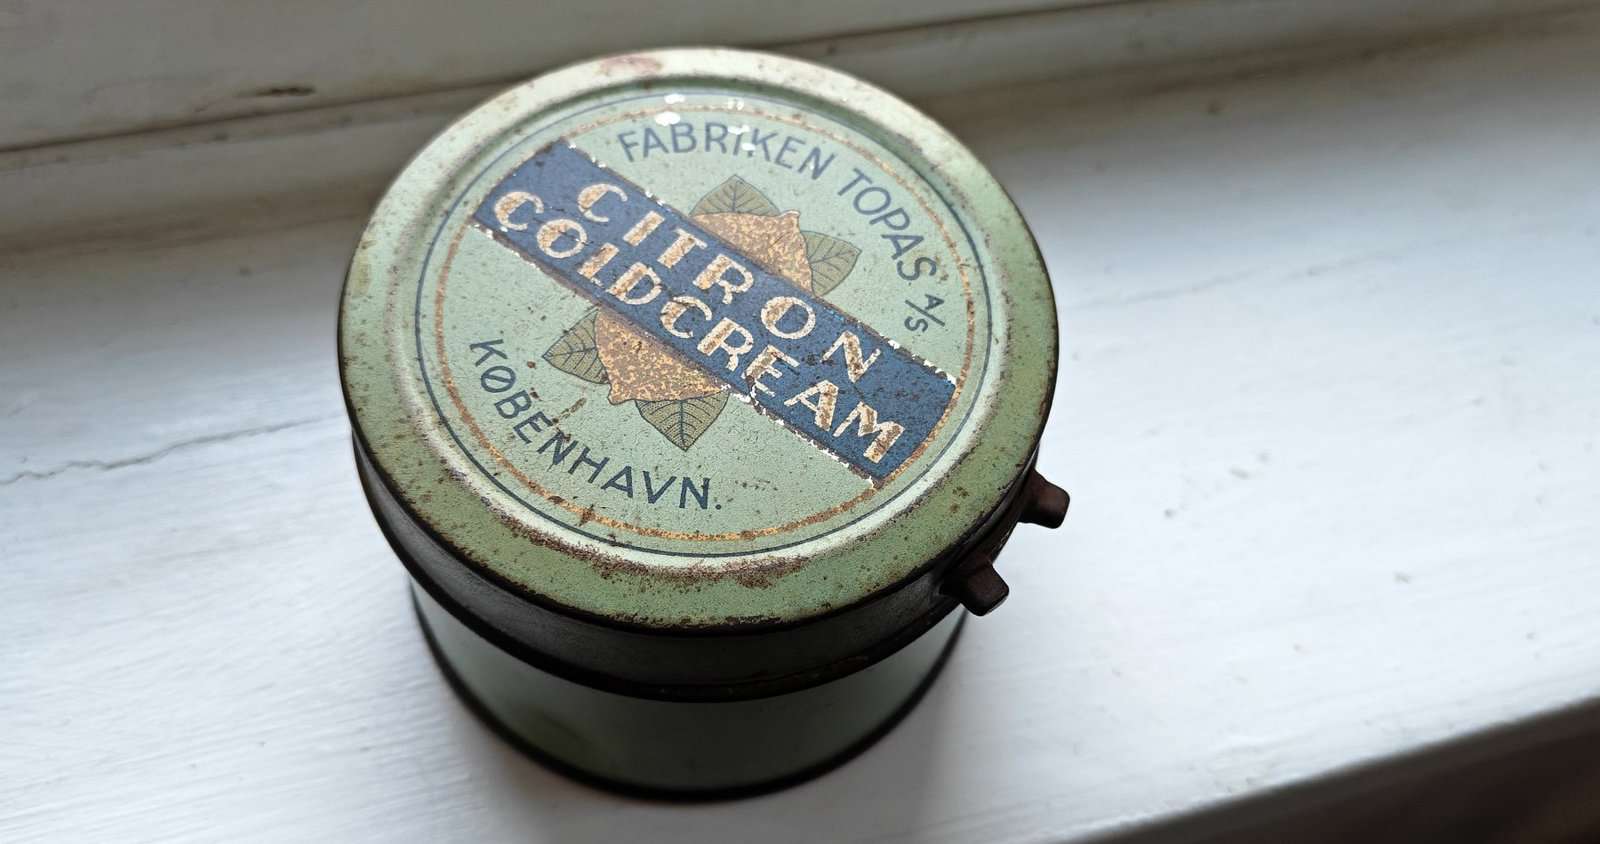 FABRIKEN TOPAS A/S
CITRON
COLDCREAM
KØBENHAVN.